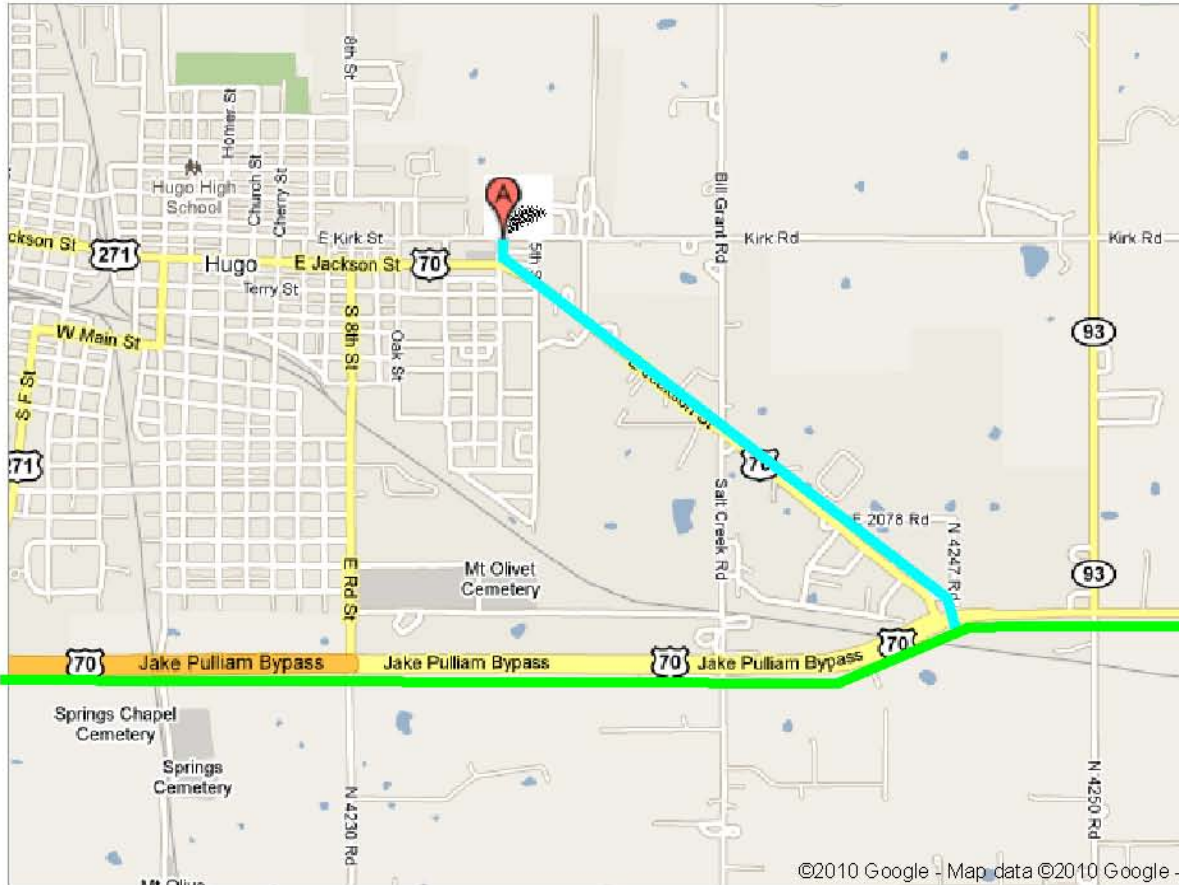 8th St
Homer St
Church St
Cherry St
Hugo High
School
A
Bill Grant Rd
ckson St
271
E Kirk St
Kirk Rd
Kirk Rd
Hugo
E Jackson St
70
5th S
Terry St
W Main St
S 8th St
Oak St
93
S F St
271
70
Salt Creek Rd
E 2078 Rd
N 4247 Rd
E Rd St
Mt Olivet
Cemetery
93
70
Jake Pulliam Bypass
Jake Pulliam Bypass
70
Jake Pulliam Bypass
70
Springs Chapel
Cemetery
Springs
Cemetery
N 4230 Rd
N 4250 Rd
Mt Olive
©2010 Google - Map data ©2010 Google -